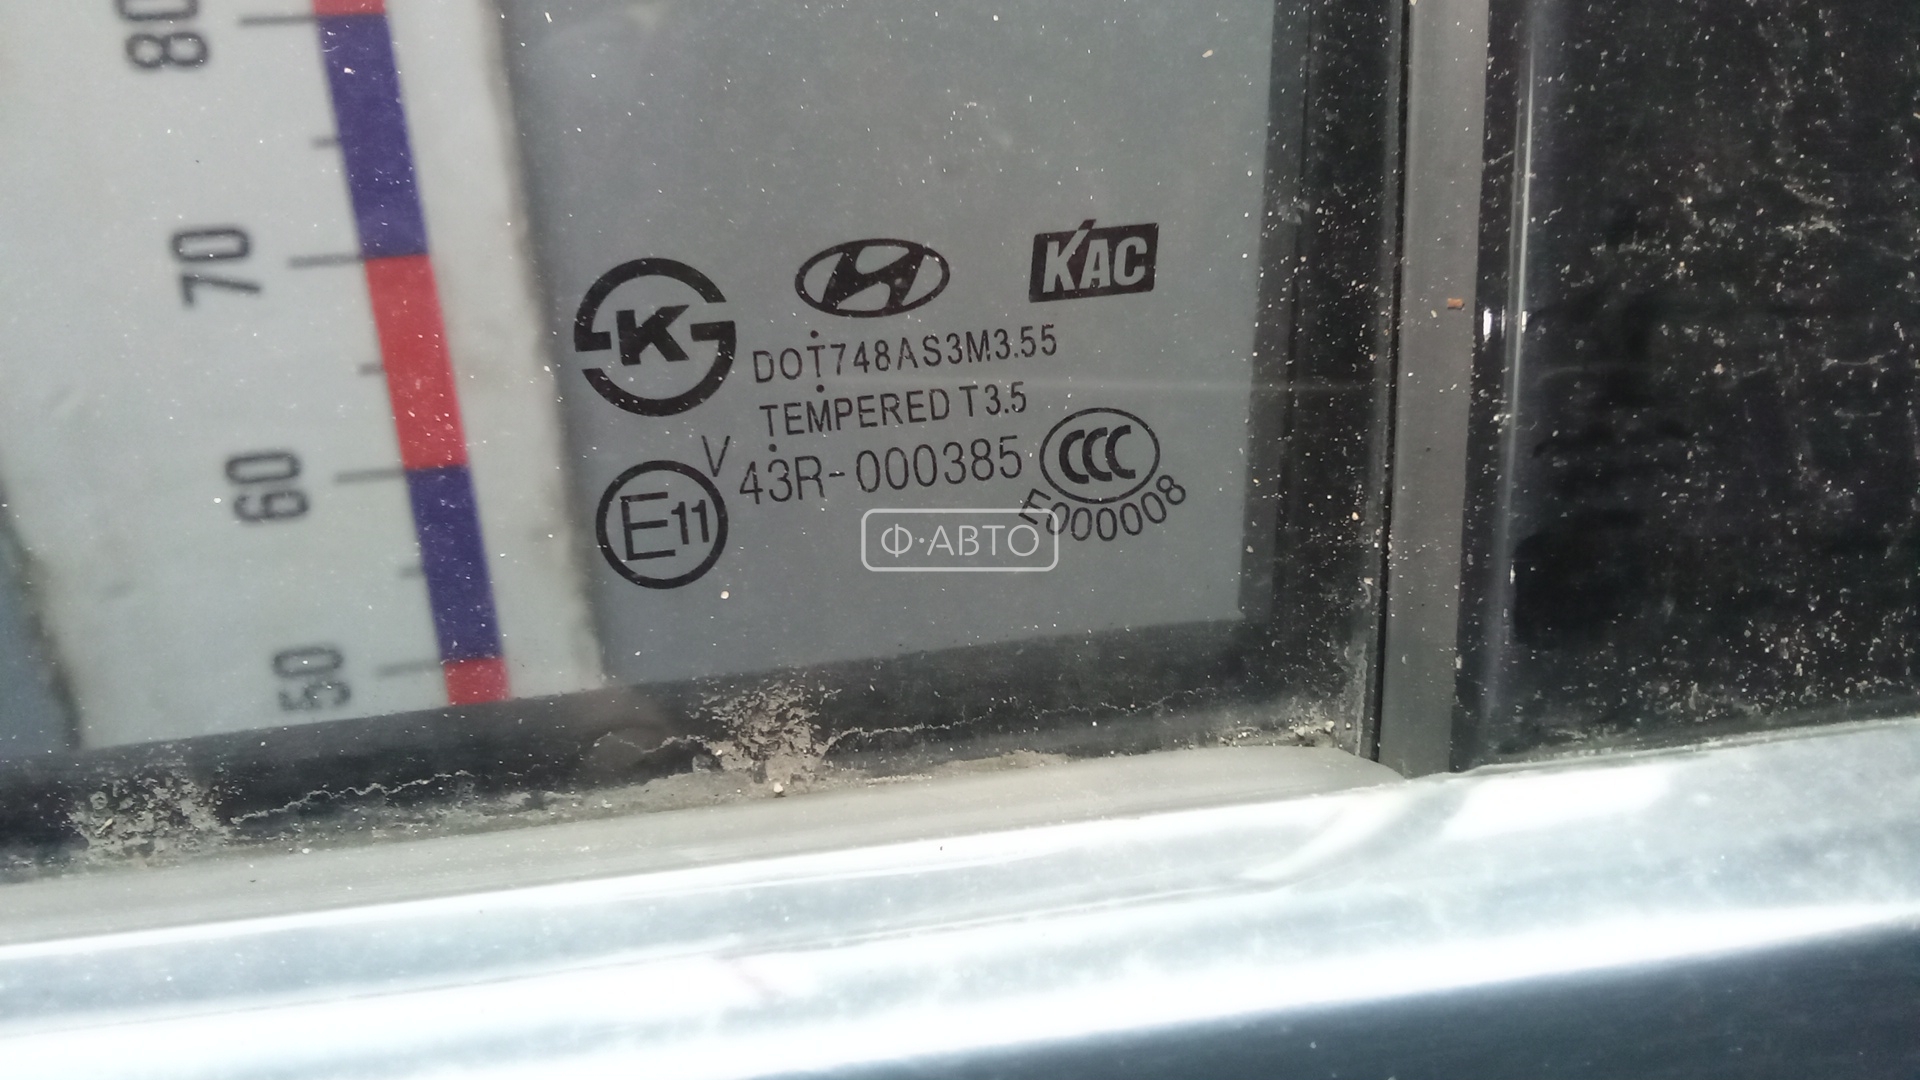 80
70
60
50
K
KAC
DOT748AS3M3.55
TEMPERED T3.5
V 43R-000385
E11
CCC
E000008
Ф·АВТО